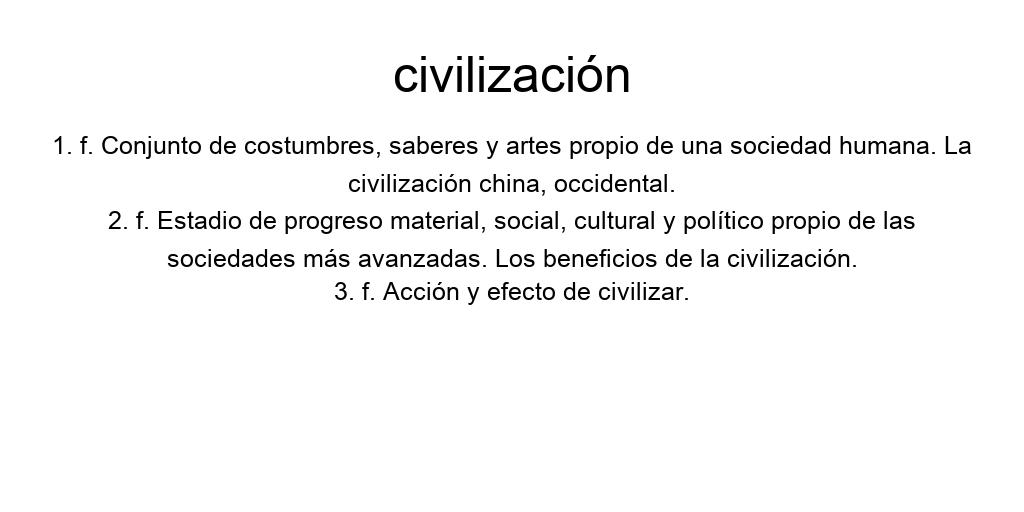 civilización
1. f. Conjunto de costumbres, saberes y artes propio de una sociedad humana. La
civilización china, occidental.
2. f. Estadio de progreso material, social, cultural y político propio de las
sociedades más avanzadas. Los beneficios de la civilización.
3. f. Acción y efecto de civilizar.